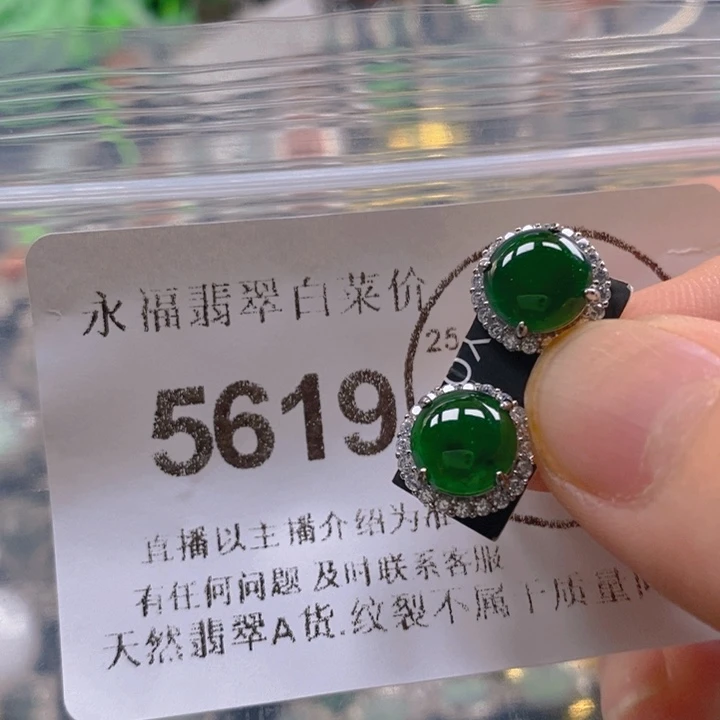 永福翡翠白菜价
25
OK
5619
直播以主播介绍为准
有任何问题 及时联系客服
天然翡翠A货.纹裂不属于质量问